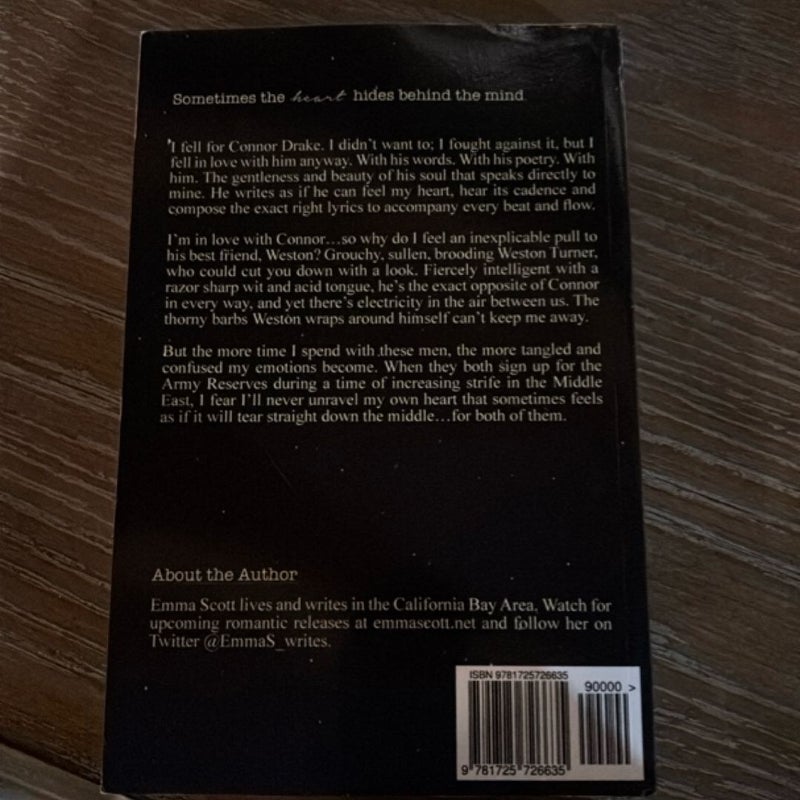 Sometimes the heart hides behind the mind
"I fell for Connor Drake. I didn't want to; I fought against it, but I
fell in love with him anyway. With his words. With his poetry. With
him. The gentleness and beauty of his soul that speaks directly to
mine. He writes as if he can feel my heart, hear its cadence and
compose the exact right lyrics to accompany every beat and flow.
I'm in love with Connor...so why do I feel an inexplicable pull to
his best friend, Weston? Grouchy, sullen, brooding Weston Turner,
who could cut you down with a look. Fiercely intelligent with a
razor sharp wit and acid tongue, he's the exact opposite of Connor
in every way, and yet there's electricity in the air between us. The
thorny barbs Weston wraps around himself can't keep me away.
But the more time I spend with these men, the more tangled and
confused my emotions become. When they both sign up for the
Army Reserves during a time of increasing strife in the Middle
East, I fear I'll never unravel my own heart that sometimes feels
as if it will tear straight down the middle...for both of them.
About the Author
Emma Scott lives and writes in the California Bay Area. Watch for
upcoming romantic releases at emmascott.net and follow her on
Twitter @EmmaS_writes.
ISBN 9781725726635
90000 >
9 781725 726635